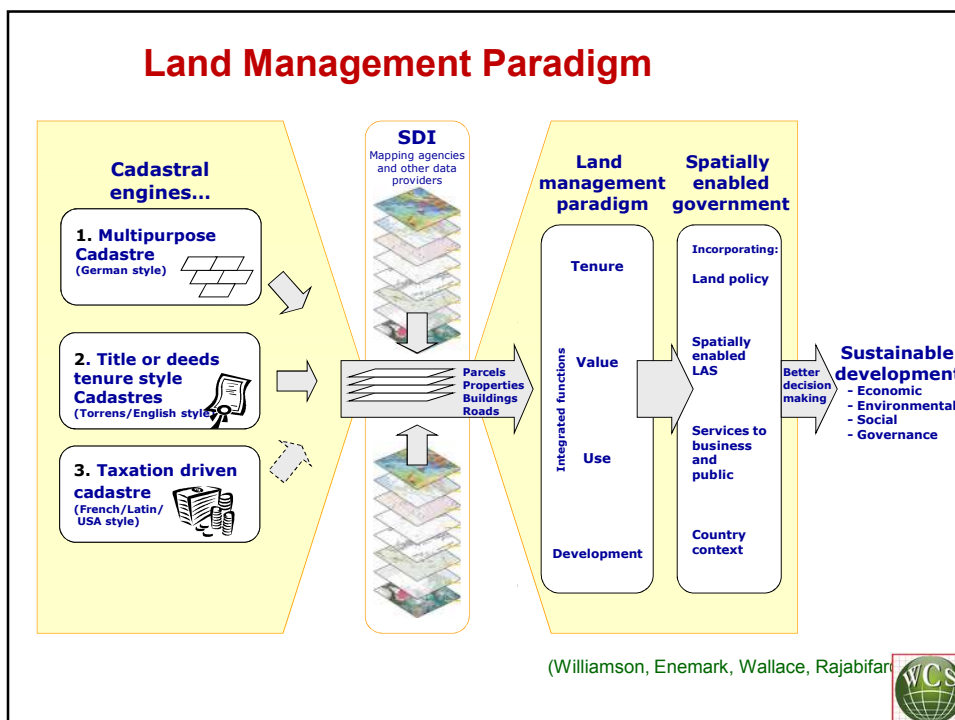 Land Management Paradigm
Cadastral
engines...
1. Multipurpose
Cadastre
(German style)
2. Title or deeds
tenure style
Cadastres
(Torrens/English style)
3. Taxation driven
cadastre
(French/Latin/
USA style)
SDI
Mapping agencies
and other data
providers
Parcels
Properties
Buildings
Roads
Land
management
paradigm
Integrated functions
Tenure
Value
Use
Development
Spatially
enabled
government
Incorporating:
Land policy
Spatially
enabled
LAS
Services to
business
and
public
Country
context
Better
decision
making
Sustainable
development
- Economic
- Environmental
- Social
- Governance
(Williamson, Enemark, Wallace, Rajabifard
WCS